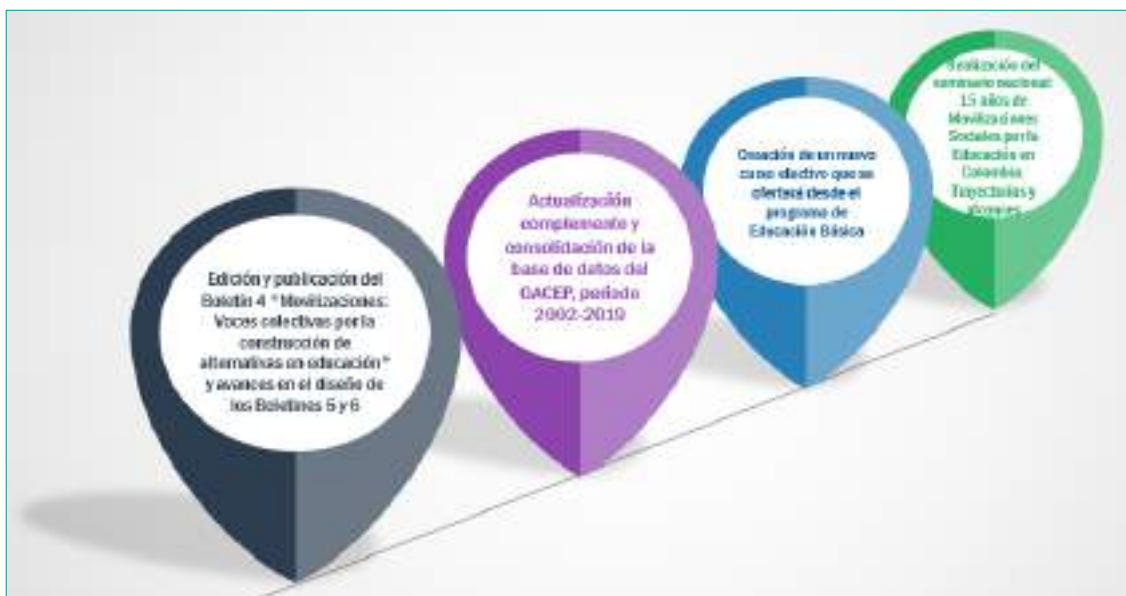 Edición y publicación del
Boletín 4 "Movilizaciones:
Voces colectivas por la
construcción de
alternativas en educación"
y avances en el diseño de
los Boletines 5 y 6
Actualización
complemento y
consolidación de la
base de datos del
GACEP, periodo
2002-2019
Creación de un nuevo
curso electivo que se
ofertará desde el
programa de
Educación Básica
Realización del
seminario nacional:
15 años de
Movilizaciones
Sociales por la
Educación en
Colombia
Trayectorias y
alcances